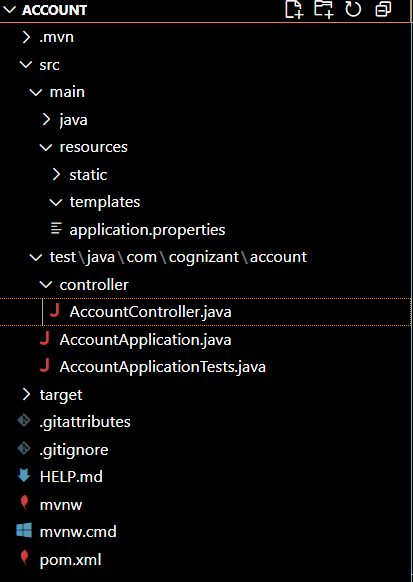 ACCOUNT
.mvn
src
main
java
resources
static
templates
application.properties
test\java\com\cognizant\account
controller
AccountController.java
AccountApplication.java
AccountApplicationTests.java
target
.gitattributes
.gitignore
HELP.md
mvnw
mvnw.cmd
pom.xml